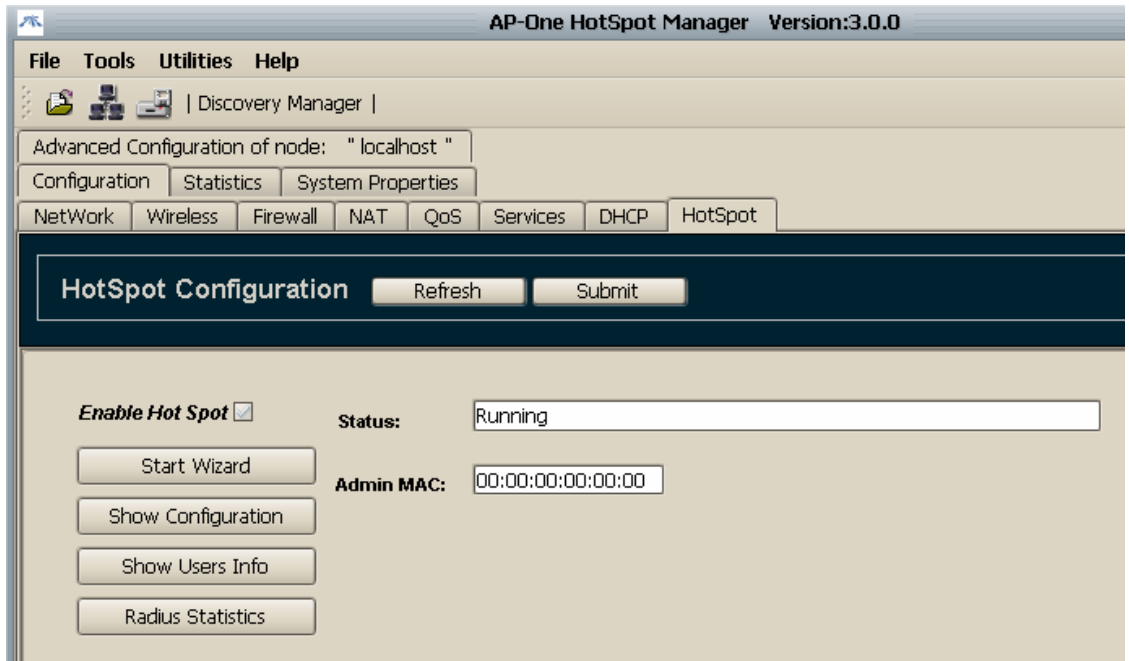 AP-One HotSpot Manager Version:3.0.0
File Tools Utilities Help
| Discovery Manager |
Advanced Configuration of node: " localhost "
Configuration Statistics System Properties
NetWork Wireless Firewall NAT QoS Services DHCP HotSpot
HotSpot Configuration Refresh Submit
Enable Hot Spot Status: Running
Start Wizard
Admin MAC: 00:00:00:00:00:00
Show Configuration
Show Users Info
Radius Statistics